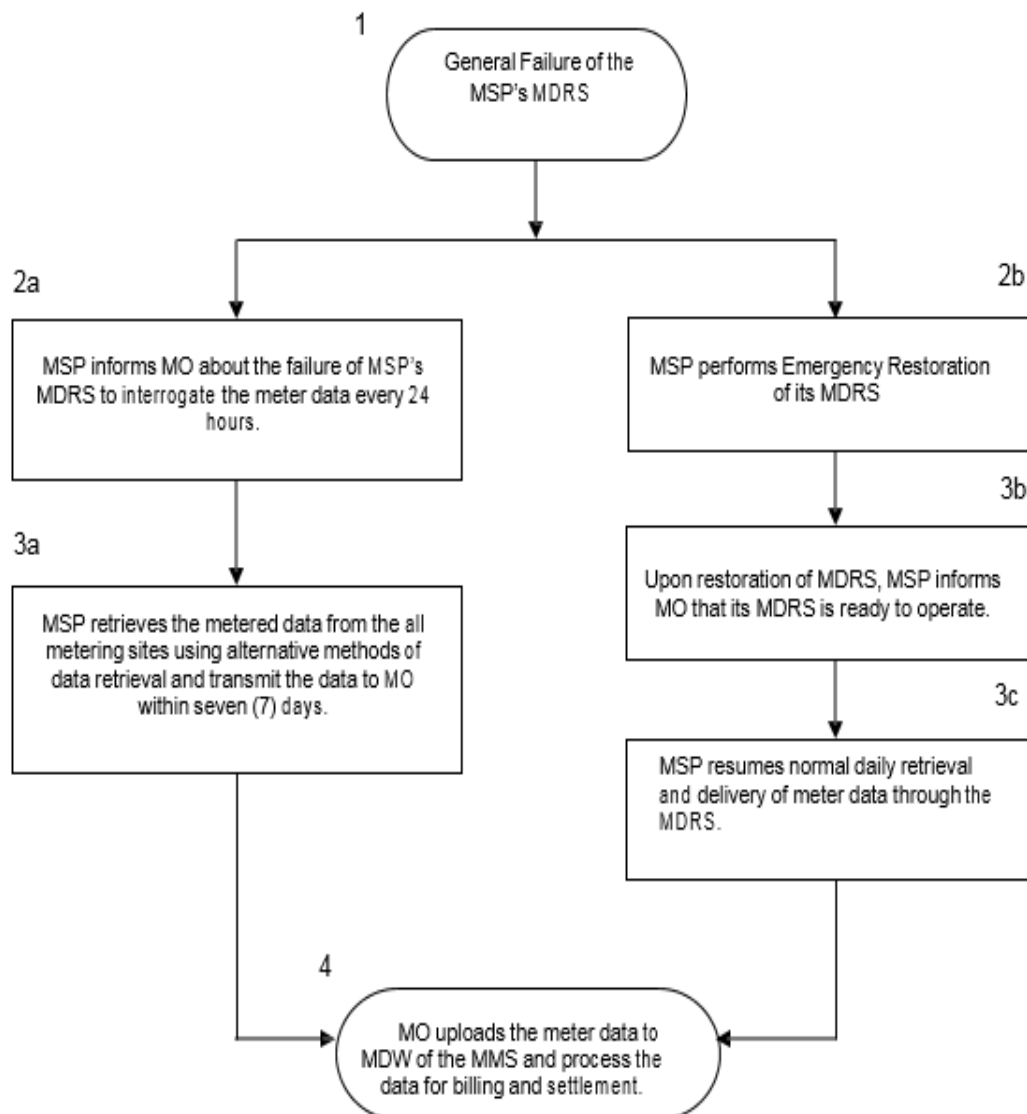 1
General Failure of the
MSP's MDRS
2a
2b
MSP informs MO about the failure of MSP's
MDRS to interrogate the meter data every 24
hours.
MSP performs Emergency Restoration
of its MDRS
3a
3b
MSP retrieves the metered data from the all
metering sites using alternative methods of
data retrieval and transmit the data to MO
within seven (7) days.
Upon restoration of MDRS, MSP informs
MO that its MDRS is ready to operate.
3c
MSP resumes normal daily retrieval
and delivery of meter data through the
MDRS.
4
MO uploads the meter data to
MDW of the MMS and process the
data for billing and settlement.